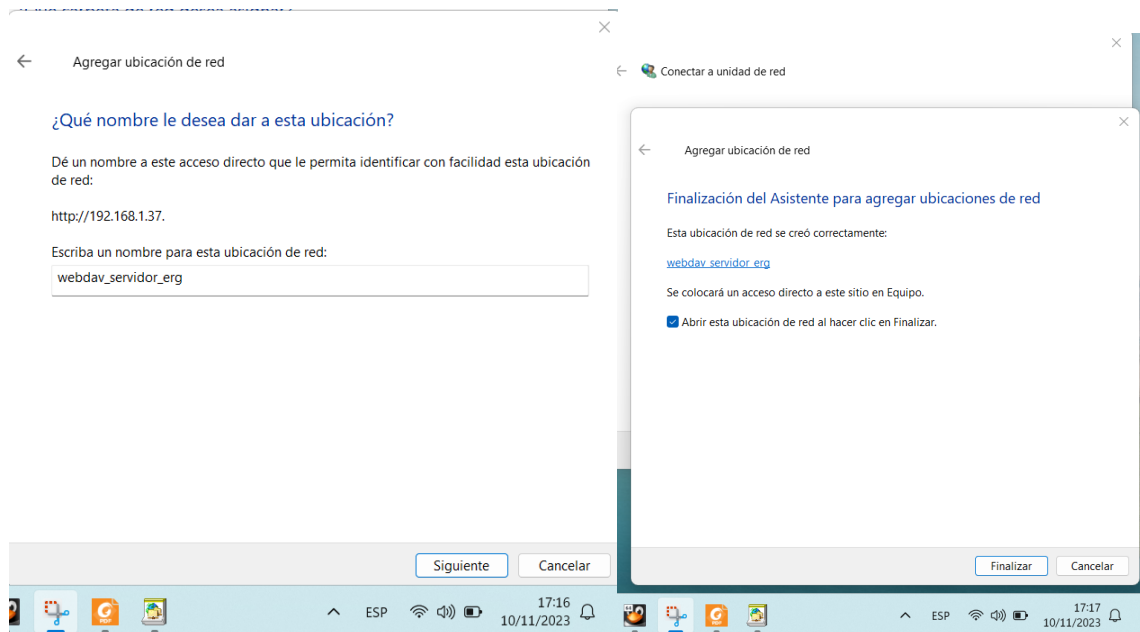 Agregar ubicación de red
¿Qué nombre le desea dar a esta ubicación?
Dé un nombre a este acceso directo que le permita identificar con facilidad esta ubicación
de red:
http://192.168.1.37.
Escriba un nombre para esta ubicación de red:
webdav_servidor_erg
Siguiente
Cancelar
ESP
17:16
10/11/2023
Conectar a unidad de red
Agregar ubicación de red
Finalización del Asistente para agregar ubicaciones de red
Esta ubicación de red se creó correctamente:
webdav_servidor_erg
Se colocará un acceso directo a este sitio en Equipo.
Abrir esta ubicación de red al hacer clic en Finalizar.
Finalizar
Cancelar
ESP
17:17
10/11/2023